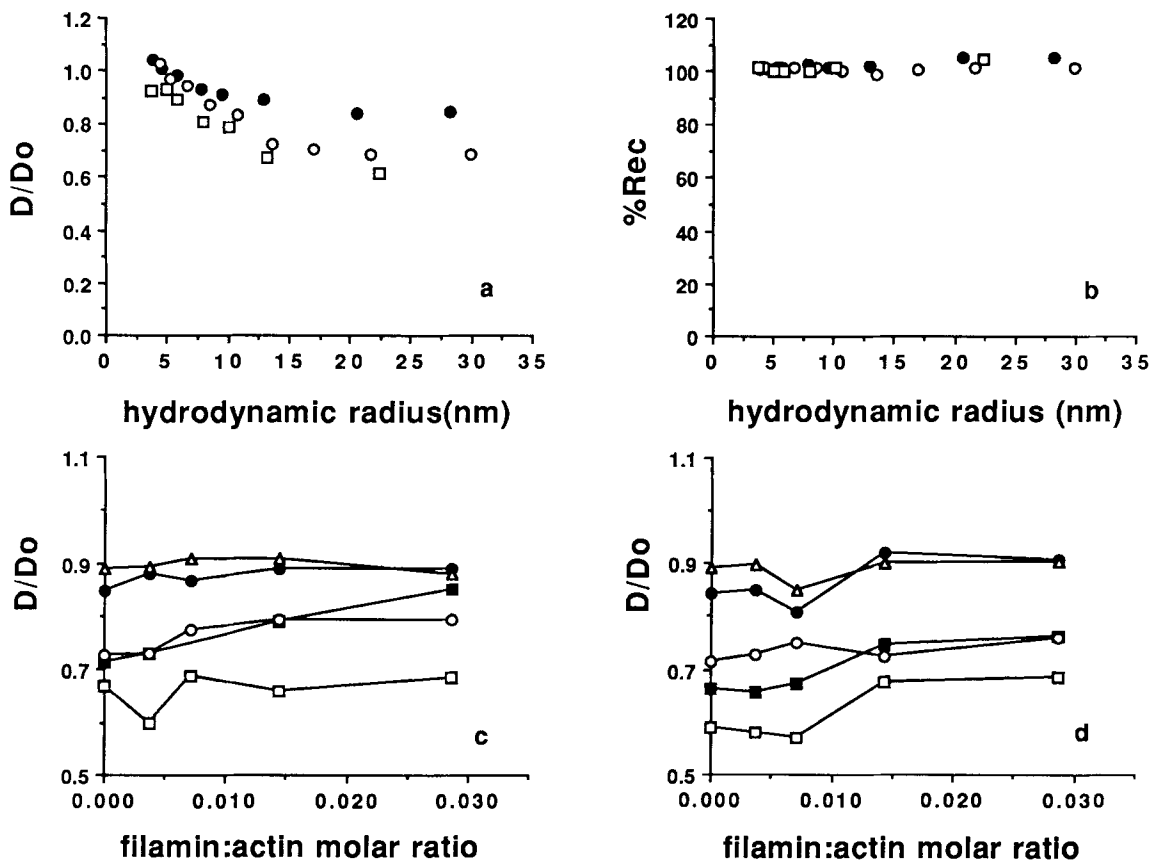 D/Do
1.2
1.0
0.8
0.6
0.4
0.2
0.0
0 5 10 15 20 25 30 35
hydrodynamic radius(nm)
a
%Rec
120
100
80
60
40
20
0
0 5 10 15 20 25 30 35
hydrodynamic radius (nm)
b
D/Do
1.1
0.9
0.7
0.5
0.000 0.010 0.020 0.030
filamin:actin molar ratio
c
D/Do
1.1
0.9
0.7
0.5
0.000 0.010 0.020 0.030
filamin:actin molar ratio
d